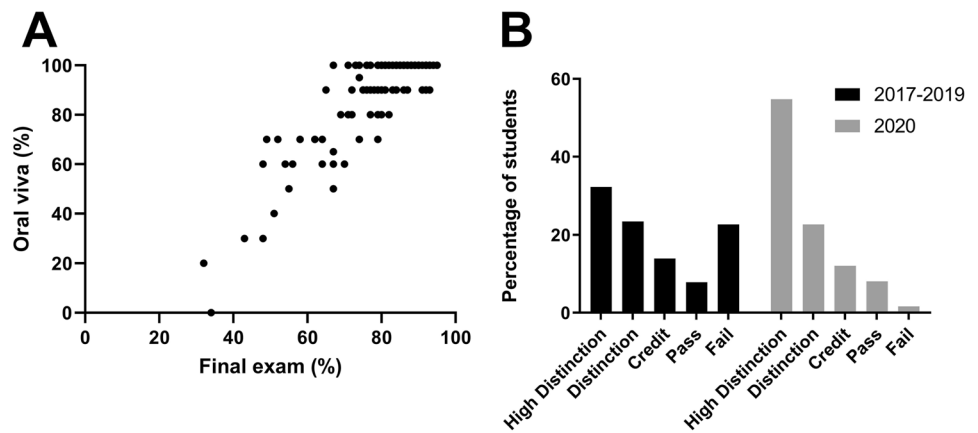 A
Oral viva (%)
100
80
60
40
20
0
0 20 40 60 80 100
Final exam (%)
B
Percentage of students
60
40
20
0
2017-2019
2020
High Distinction
Distinction
Credit
Pass
Fail
High Distinction
Distinction
Credit
Pass
Fail